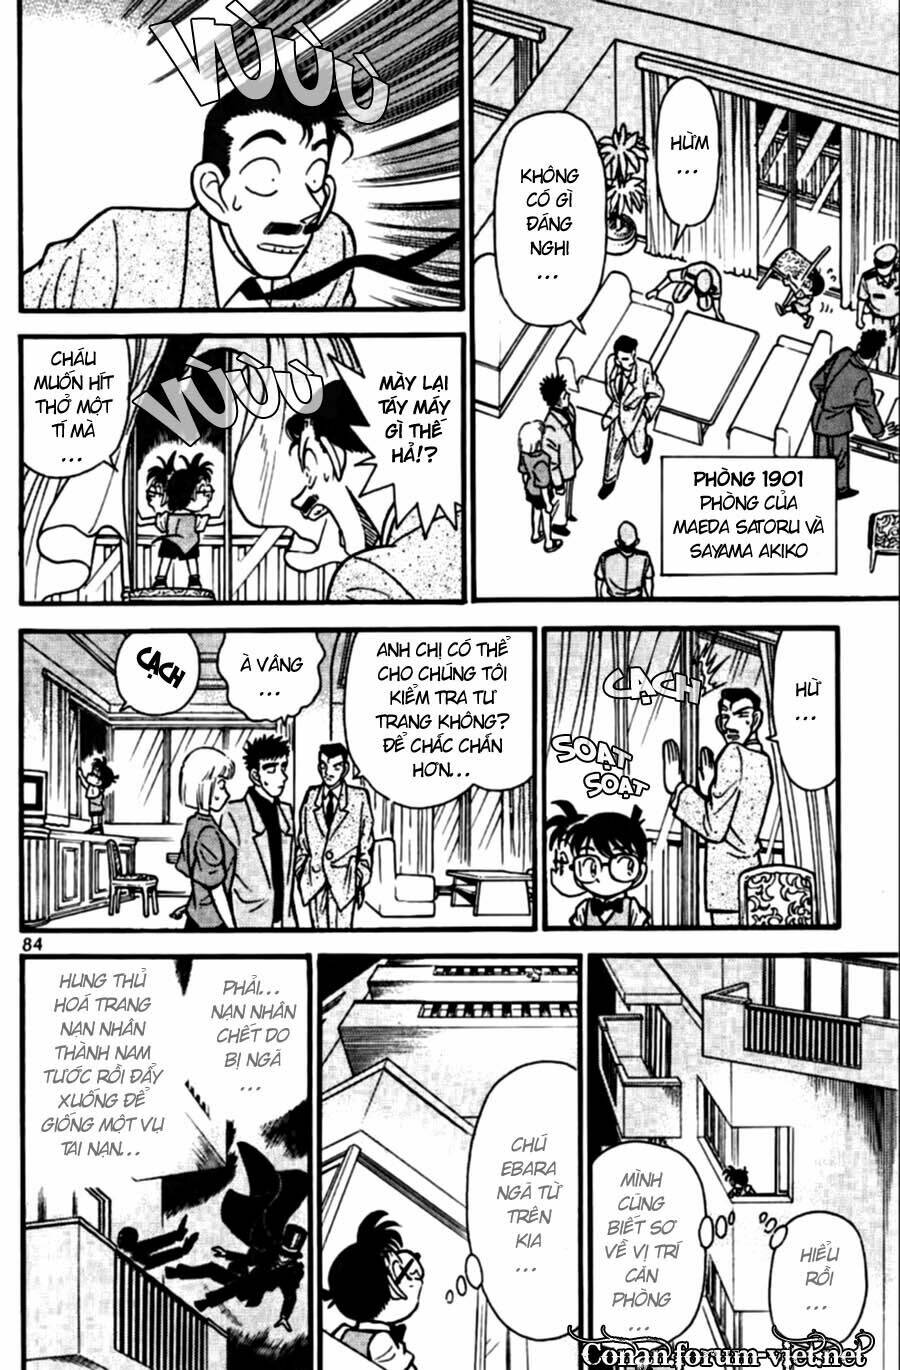 HỪM
...
KHÔNG
CÓ GÌ
ĐÁNG
NGHI
...
PHÒNG 1901
PHÒNG CỦA
MAEDA SATORU VÀ
SAYAMA AKIKO
VÙÙÙ
MÀY LẠI
TÁY MÁY
GÌ THẾ
HẢ!?
VÙÙÙ
CHÁU
MUỐN HÍT
THỞ MỘT
TÍ MÀ
...
HỪ
...
CẠCH
SOẠT
SOẠT
ANH CHỊ CÓ THỂ
CHO CHÚNG TÔI
KIỂM TRA TƯ
TRANG KHÔNG?
ĐỂ CHẮC CHẮN
HƠN...
À VÂNG
...
CẠCH
84
HIỂU
RỒI
...
MÌNH
CŨNG
BIẾT SƠ
VỀ VỊ TRÍ
CĂN
PHÒNG
...
CHÚ
EBARA
NGÃ TỪ
TRÊN
KIA
...
PHẢI...
NẠN NHÂN
CHẾT DO
BỊ NGÃ
...
HUNG THỦ
HOÁ TRANG
NẠN NHÂN
THÀNH NAM
TƯỚC RỒI ĐẨY
XUỐNG ĐỂ
GIỐNG MỘT VỤ
TAI NẠN...
Conan.forum-viet.net